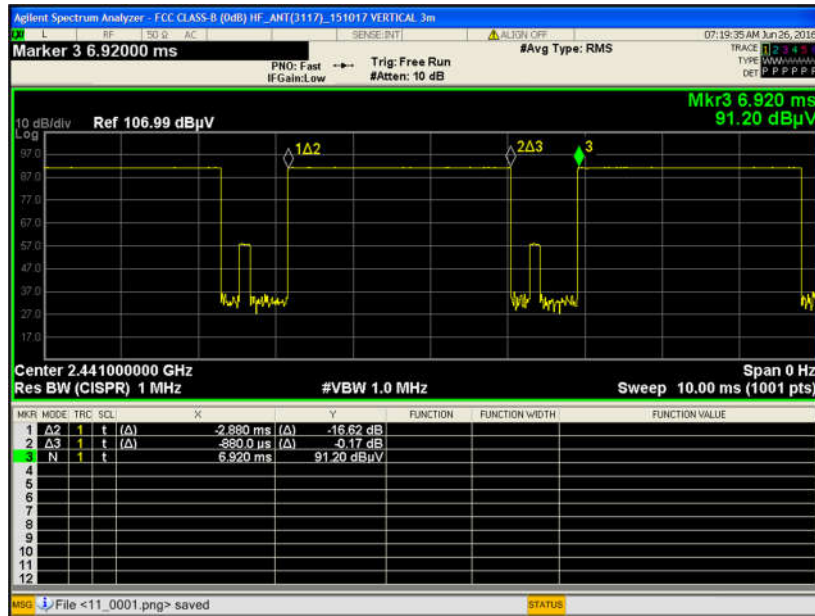 Agilent Spectrum Analyzer - FCC CLASS-B (0dB) HF_ANT(3117)_151017 VERTICAL 3m
L RF 50 Ω AC SENSE:INT ALIGN OFF 07:19:35 AM Jun 26, 2016
Marker 3 6.92000 ms
PNO: Fast
IFGain:Low
Trig: Free Run
#Atten: 10 dB
#Avg Type: RMS
TRACE 1 2 3 4 5
TYPE
DET P P P P P P
Mkr3 6.920 ms
91.20 dBµV
10 dB/div Ref 106.99 dBµV
Log
97.0
87.0
77.0
67.0
57.0
47.0
37.0
27.0
17.0
1Δ2
2Δ3
3
Center 2.441000000 GHz Span 0 Hz
Res BW (CISPR) 1 MHz #VBW 1.0 MHz Sweep 10.00 ms (1001 pts)
MKR MODE TRC SCL X Y FUNCTION FUNCTION WIDTH FUNCTION VALUE
1 Δ2 1 t (Δ) -2.880 ms (Δ) -16.62 dB
2 Δ3 1 t (Δ) -880.0 µs (Δ) -0.17 dB
3 N 1 t 6.920 ms 91.20 dBµV
4
5
6
7
8
9
10
11
12
MSG File <11_0001.png> saved STATUS